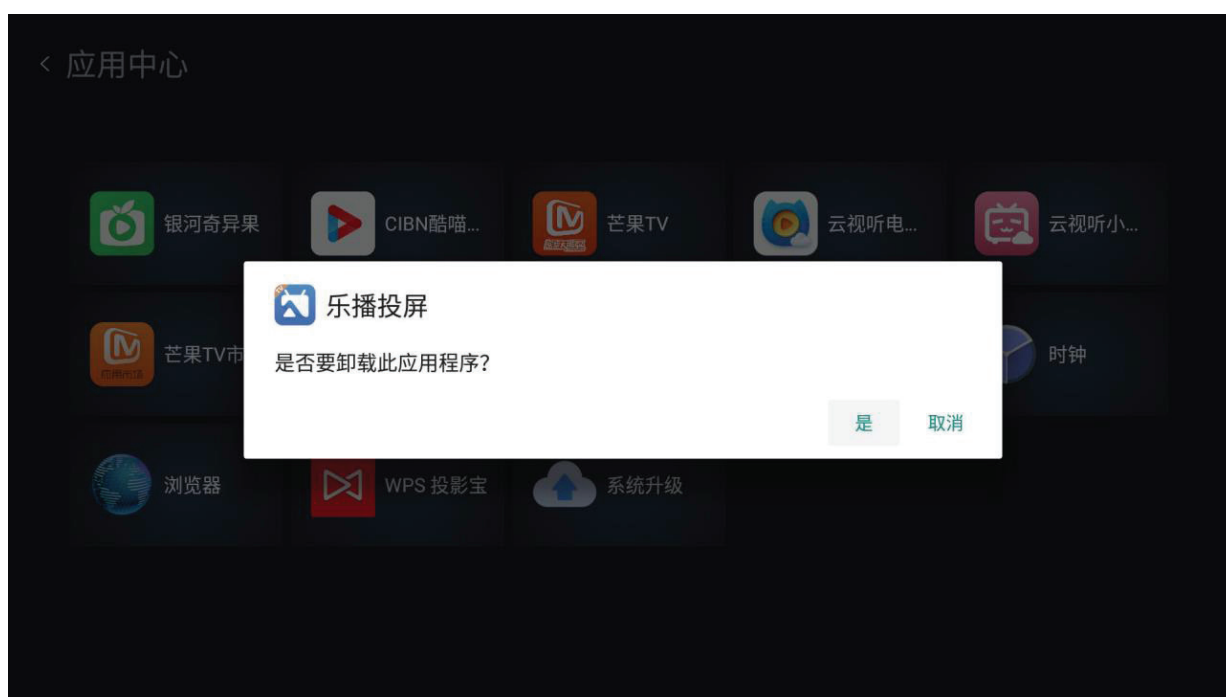 < 应用中心
银河奇异果
CIBN酷喵...
芒果TV
云视听电...
云视听小...
乐播投屏
是否要卸载此应用程序?
是
取消
芒果TV市
时钟
浏览器
WPS 投影宝
系统升级